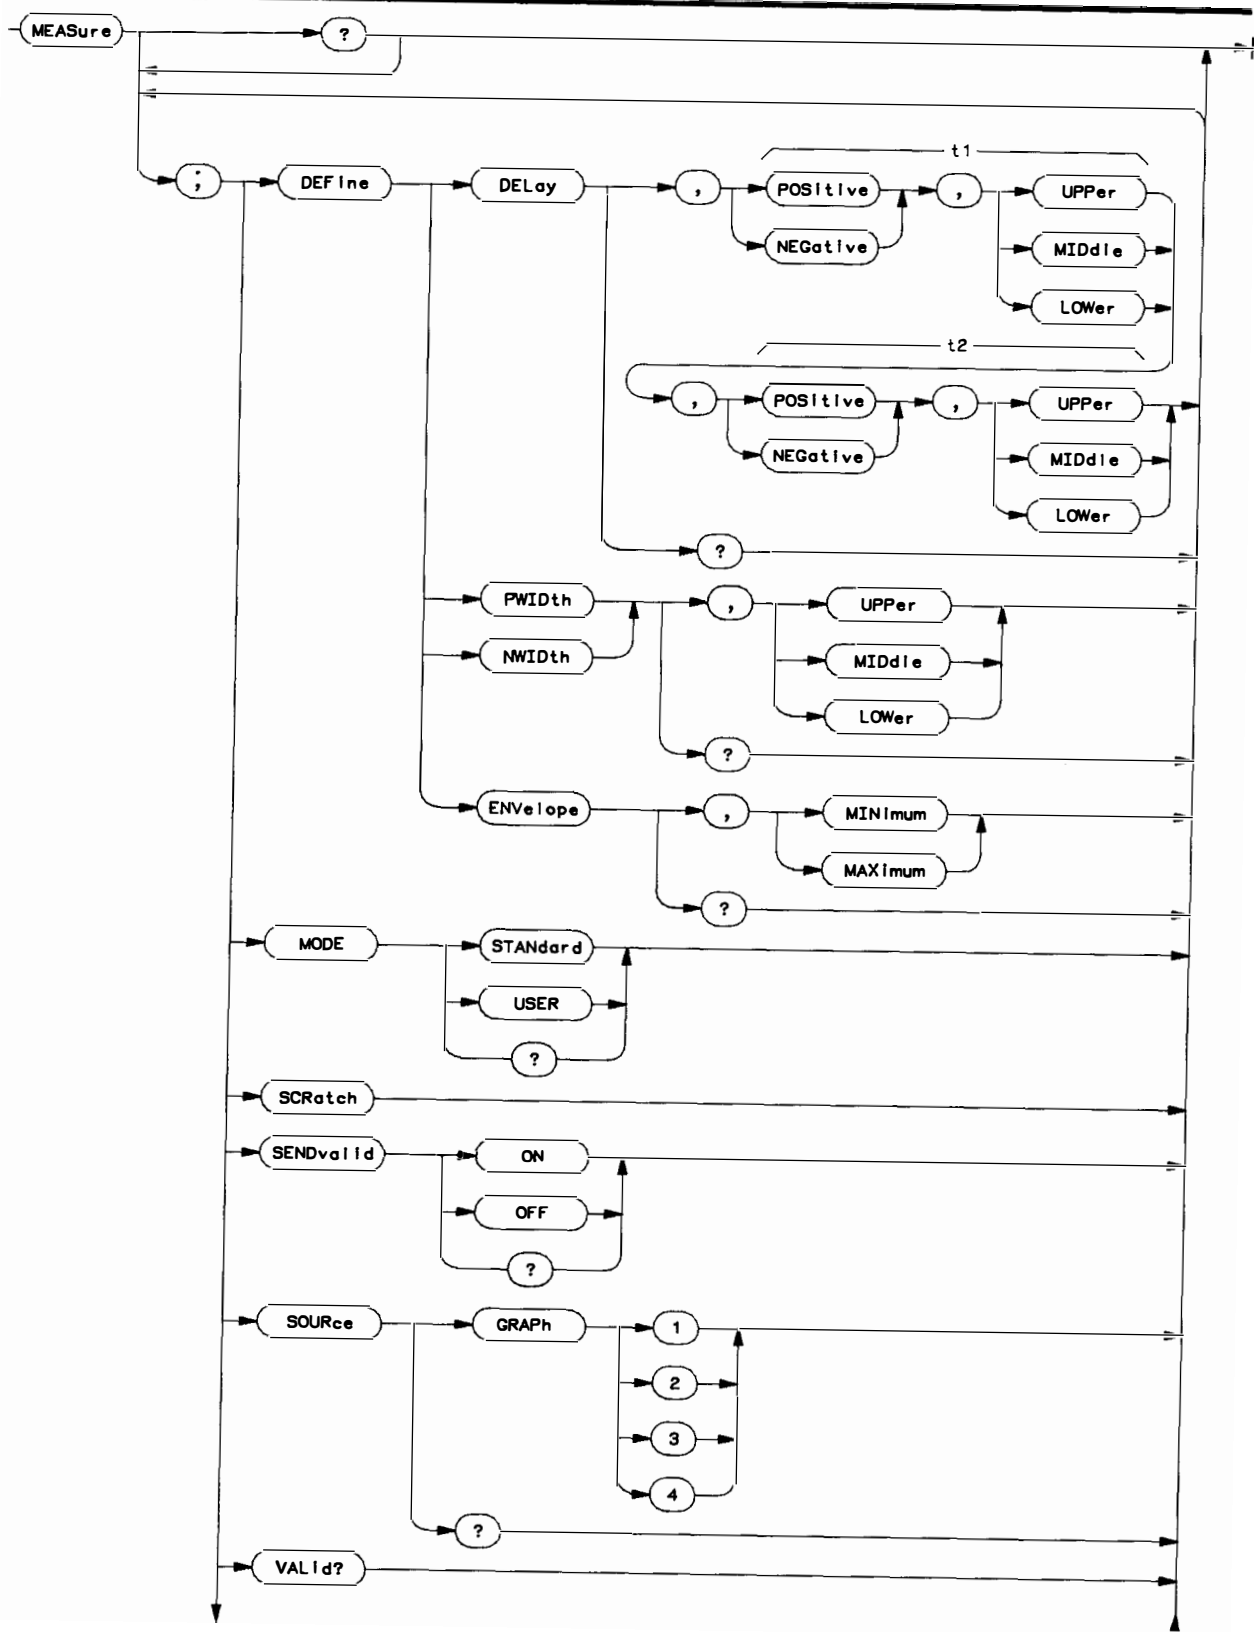 MEASure ?
t1
; DEFine DELay , POSitive , UPPer
NEGative MIDdle
LOWer
t2
, POSitive , UPPer
NEGative MIDdle
LOWer
?
PWIDth , UPPer
NWIDth MIDdle
LOWer
?
ENVelope , MINimum
MAXimum
?
MODE STANdard
USER
?
SCRatch
SENDvalid ON
OFF
?
SOURce GRAPh 1
2
3
4
?
VALid?